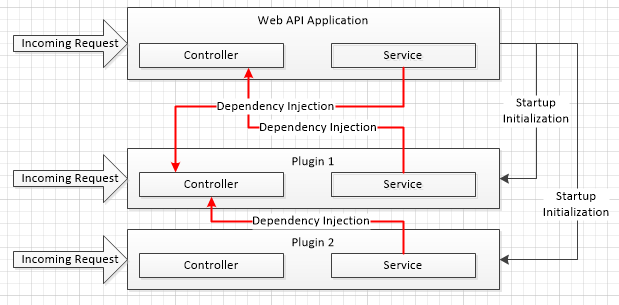 Web API Application
Incoming Request
Controller
Service
Dependency Injection
Startup
Initialization
Dependency Injection
Plugin 1
Incoming Request
Controller
Service
Startup
Initialization
Dependency Injection
Plugin 2
Incoming Request
Controller
Service